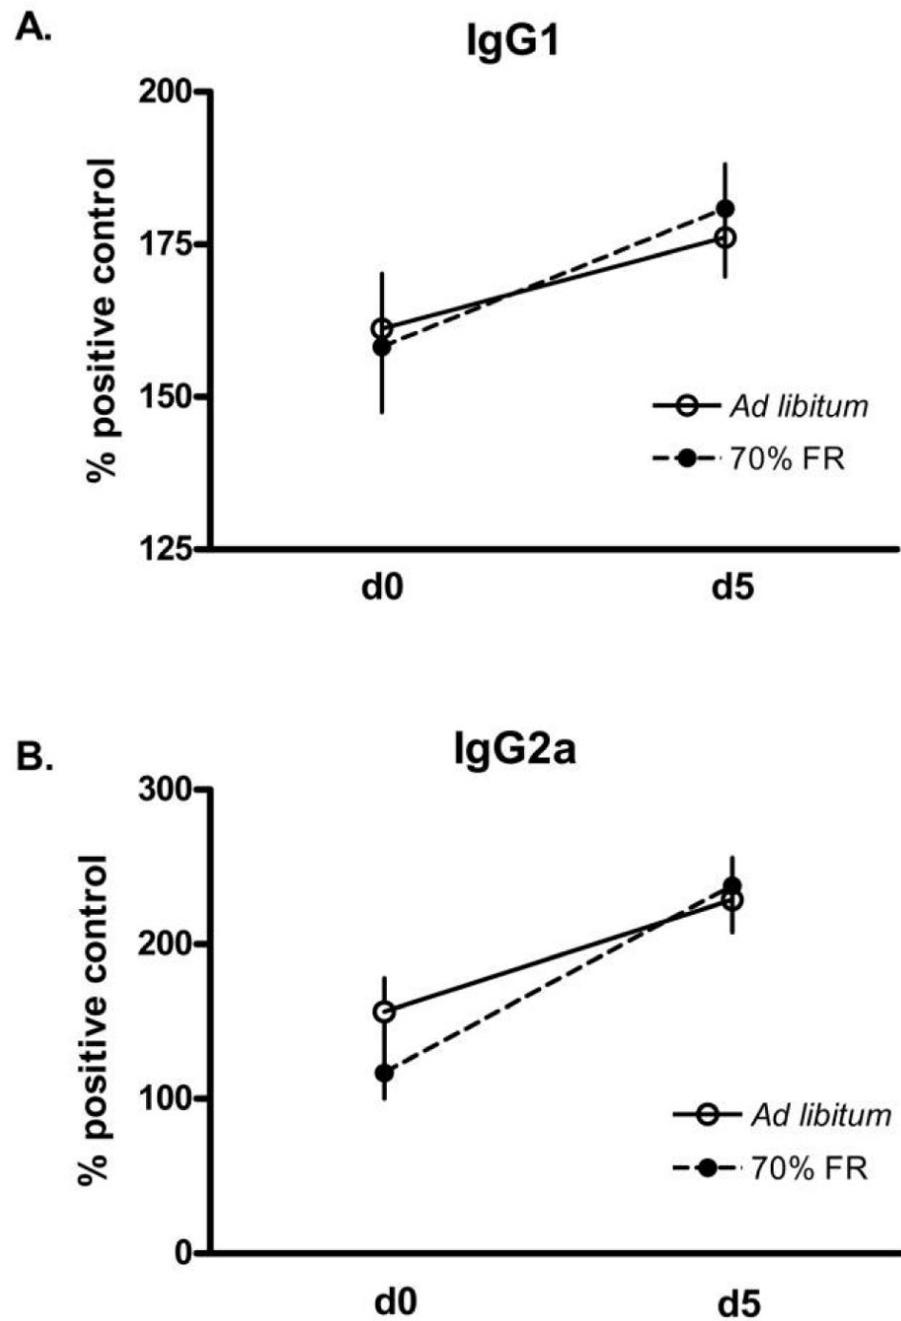 A.
IgG1
200
175
150
125
% positive control
Ad libitum
70% FR
d0 d5
B.
IgG2a
300
200
100
0
% positive control
Ad libitum
70% FR
d0 d5